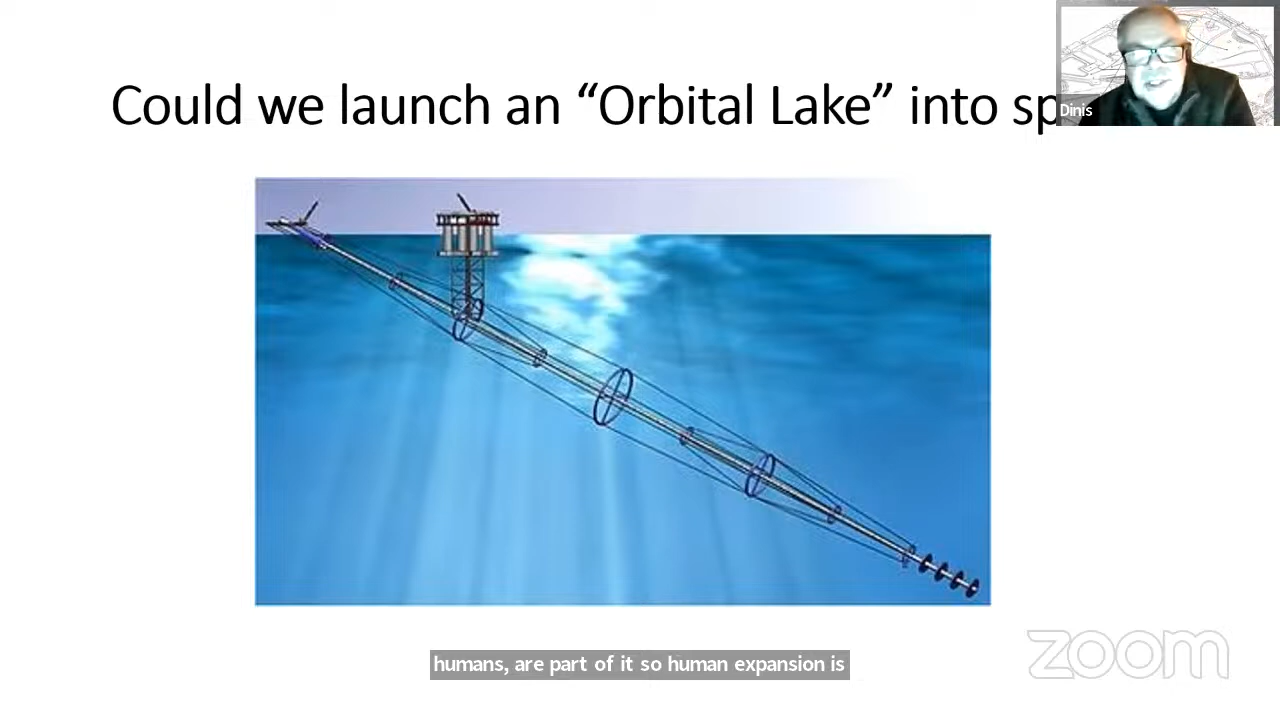 Could we launch an “Orbital Lake” into sp
Dinis
humans, are part of it so human expansion is
zoom